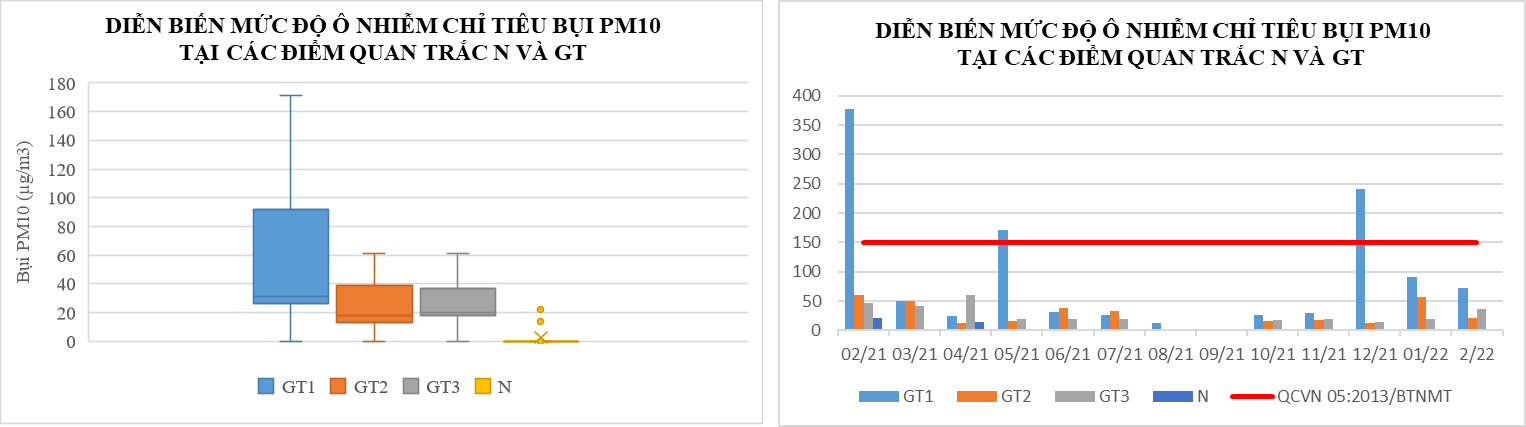 DIỄN BIẾN MỨC ĐỘ Ô NHIỄM CHỈ TIÊU BỤI PM10
TẠI CÁC ĐIỂM QUAN TRẮC N VÀ GT
180
160
140
120
100
80
60
40
20
0
Bụi PM10 (µg/m3)
GT1 GT2 GT3 N
DIỄN BIẾN MỨC ĐỘ Ô NHIỄM CHỈ TIÊU BỤI PM10
TẠI CÁC ĐIỂM QUAN TRẮC N VÀ GT
400
350
300
250
200
150
100
50
0
02/21 03/21 04/21 05/21 06/21 07/21 08/21 09/21 10/21 11/21 12/21 01/22 2/22
GT1 GT2 GT3 N QCVN 05:2013/BTNMT